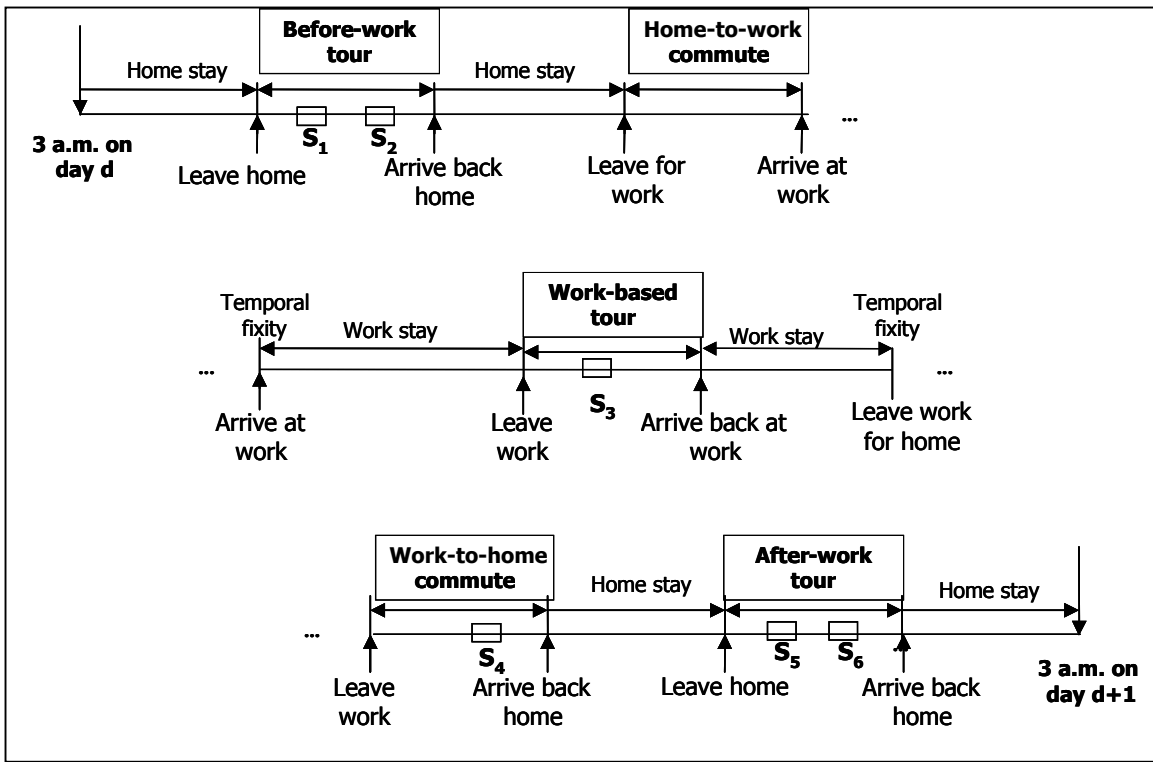 Before-work
tour
Home-to-work
commute
Home stay
Home stay
S1
S2
...
3 a.m. on
day d
Leave home
Arrive back
home
Leave for
work
Arrive at
work
Work-based
tour
Temporal
fixity
Temporal
fixity
Work stay
Work stay
...
...
S3
Arrive at
work
Leave
work
Arrive back at
work
Leave work
for home
Work-to-home
commute
After-work
tour
Home stay
Home stay
...
S4
S5
S6
...
Leave
work
Arrive back
home
Leave home
Arrive back
home
3 a.m. on
day d+1